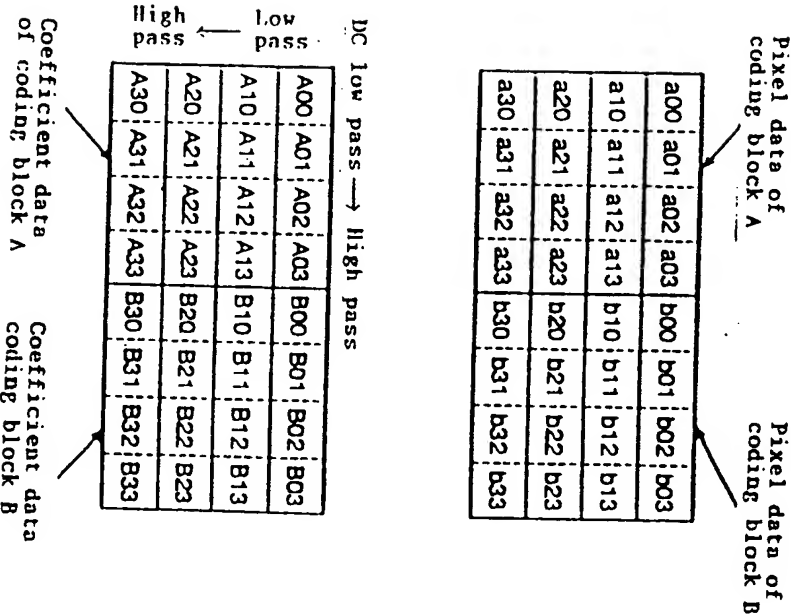 Pixel data of
coding block A
Pixel data of
coding block B
a00 a01 a02 a03 b00 b01 b02 b03
a10 a11 a12 a13 b10 b11 b12 b13
a20 a21 a22 a23 b20 b21 b22 b23
a30 a31 a32 a33 b30 b31 b32 b33
DC low pass → High pass
Low
pass
High
pass
A00 A01 A02 A03 B00 B01 B02 B03
A10 A11 A12 A13 B10 B11 B12 B13
A20 A21 A22 A23 B20 B21 B22 B23
A30 A31 A32 A33 B30 B31 B32 B33
Coefficient data
of coding block A
Coefficient data
of coding block B